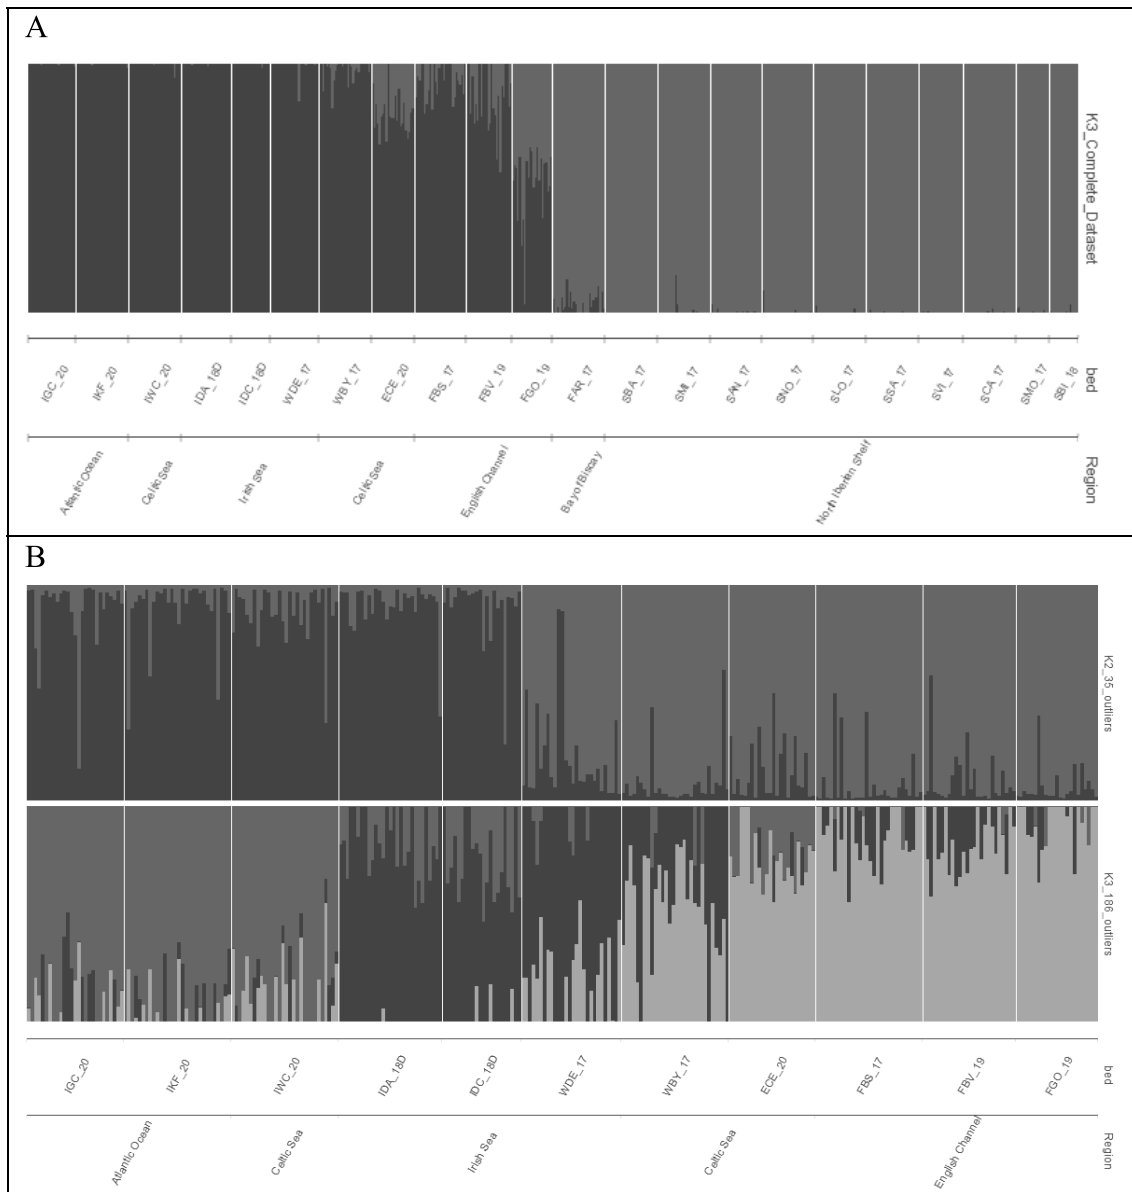 A
K3_Complete_Dataset
IGC_20 IKF_20 IWC_20 IDA_18D IDC_18D WDE_17 WBY_17 ECE_20 FBS_17 FBV_19 FGO_19 FAR_17 SBA_17 SMI_17 SAN_17 SNO_17 SLO_17 SSA_17 SVI_17 SCA_17 SMO_17 SBI_18 bed
Atlantic Ocean Celtic Sea Irish Sea Celtic Sea English Channel Bay of Biscay North Iberian Shelf Region
B
K2_35_outliers
K3_186_outliers
IGC_20 IKF_20 IWC_20 IDA_18D IDC_18D WDE_17 WBY_17 ECE_20 FBS_17 FBV_19 FGO_19 bed
Atlantic Ocean Celtic Sea Irish Sea Celtic Sea English Channel Region